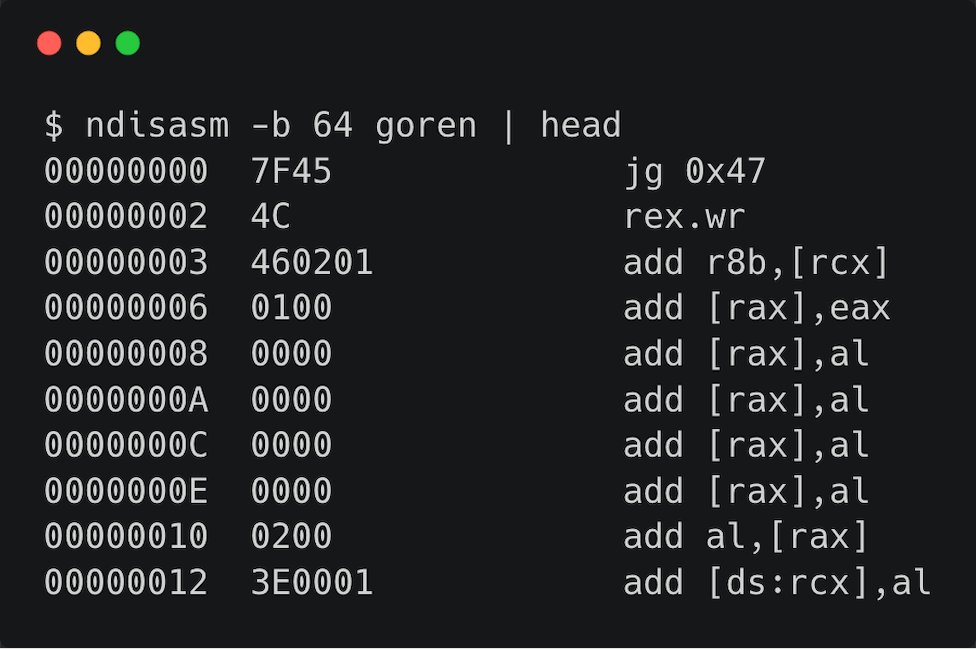 $ ndisasm -b 64 goren | head
00000000  7F45              jg 0x47
00000002  4C                rex.wr
00000003  460201            add r8b,[rcx]
00000006  0100              add [rax],eax
00000008  0000              add [rax],al
0000000A  0000              add [rax],al
0000000C  0000              add [rax],al
0000000E  0000              add [rax],al
00000010  0200              add al,[rax]
00000012  3E0001            add [ds:rcx],al